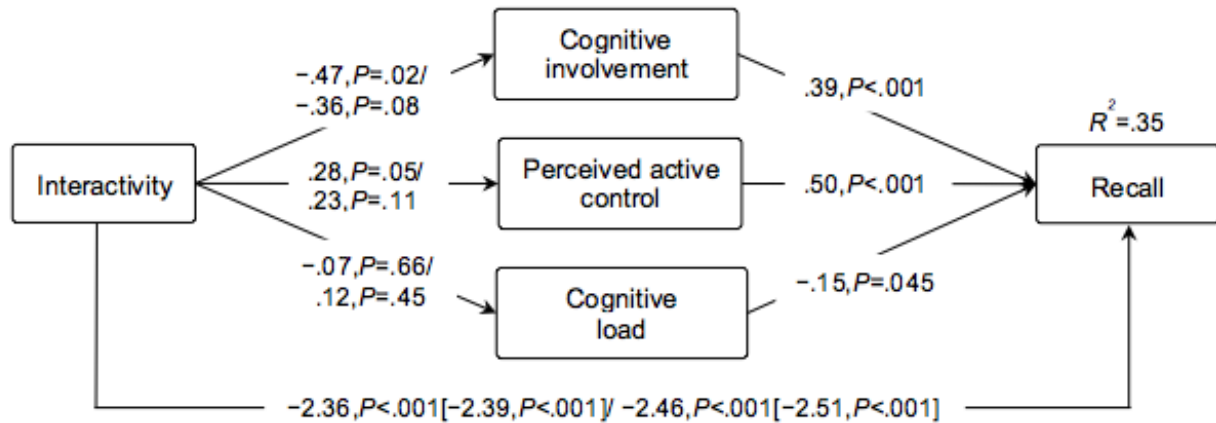 Cognitive
involvement
−.47,P=.02/
−.36,P=.08
.39,P<.001
R²=.35
Interactivity
.28,P=.05/
.23,P=.11
Perceived active
control
.50,P<.001
Recall
−.07,P=.66/
.12,P=.45
Cognitive
load
−.15,P=.045
−2.36,P<.001[−2.39,P<.001]/ −2.46,P<.001[−2.51,P<.001]